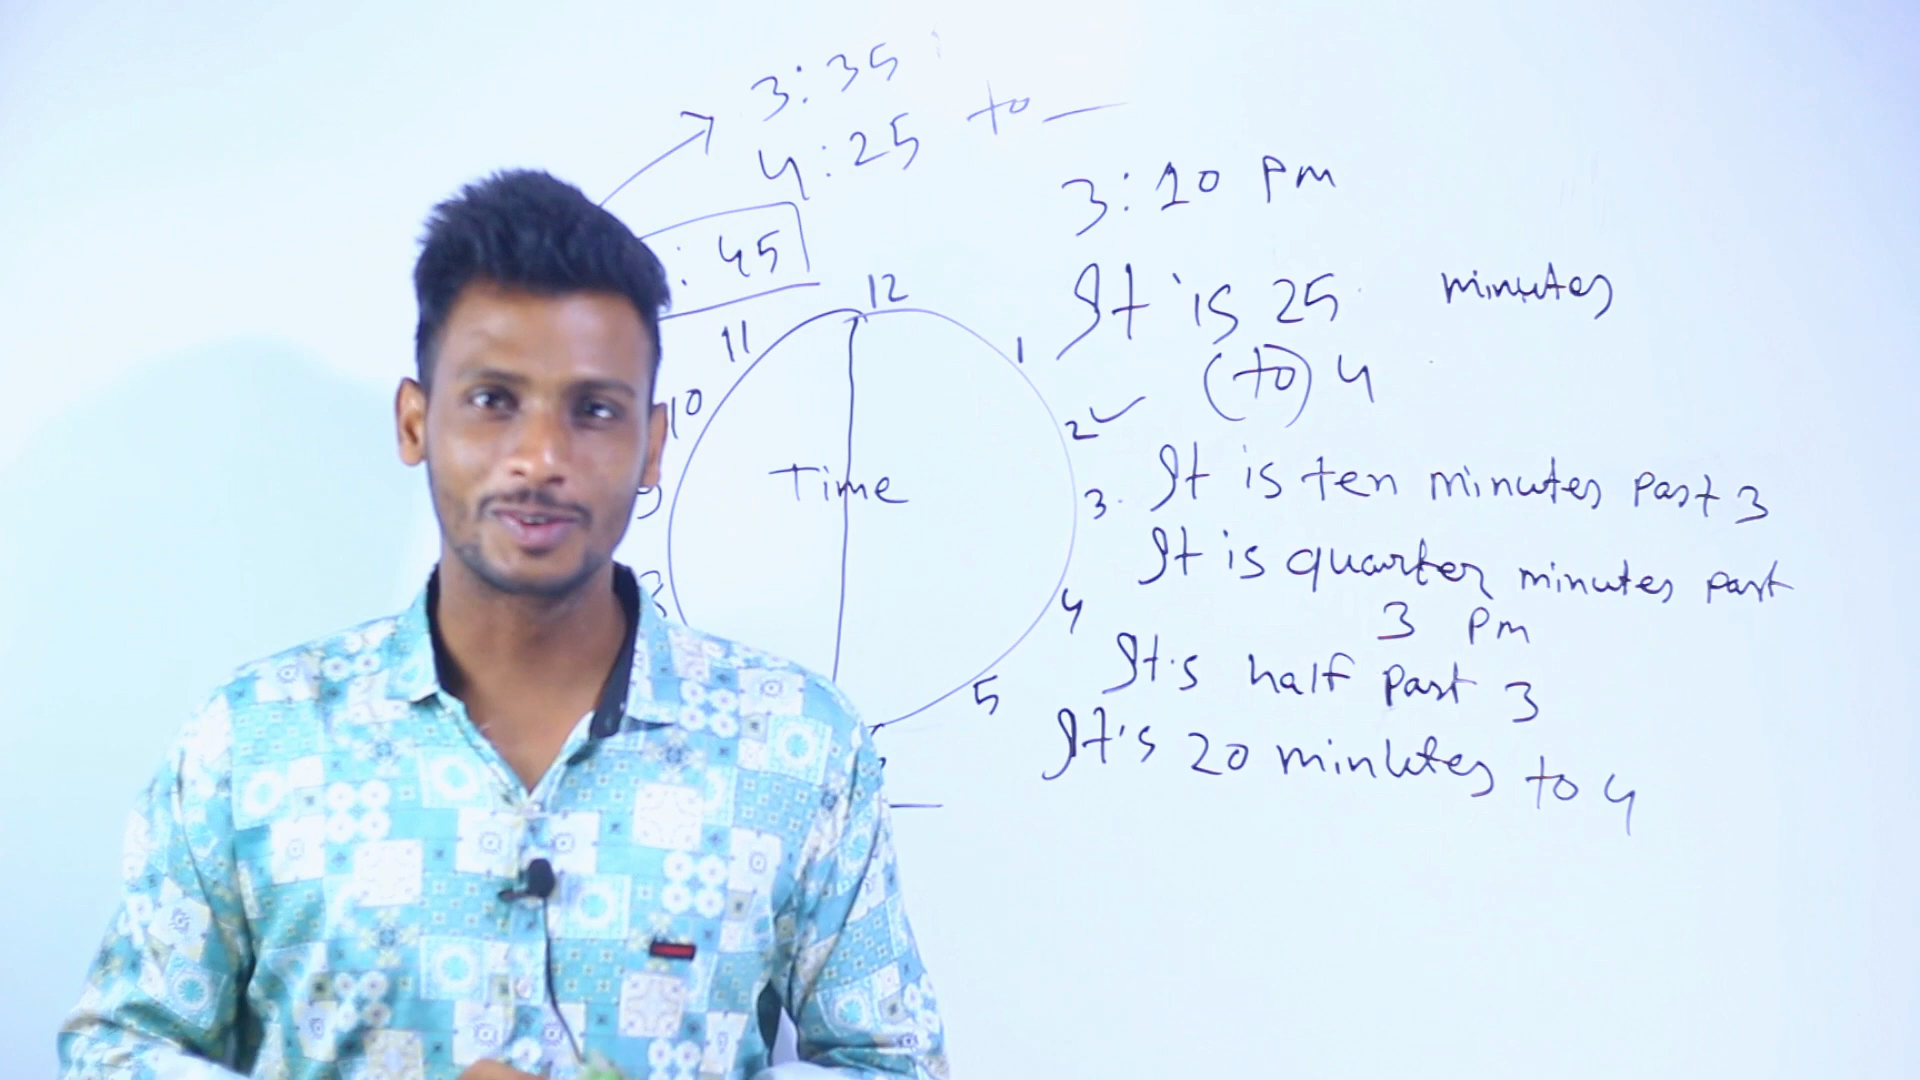 3:35
4:25 to
3:10 pm
: 45
12
It is 25 minutes
11
1
(to) 4
10
2
Time
It is ten minutes past 3
3.
It is quarter minutes past
3 pm
4
It's half past 3
5
It's 20 minutes to 4